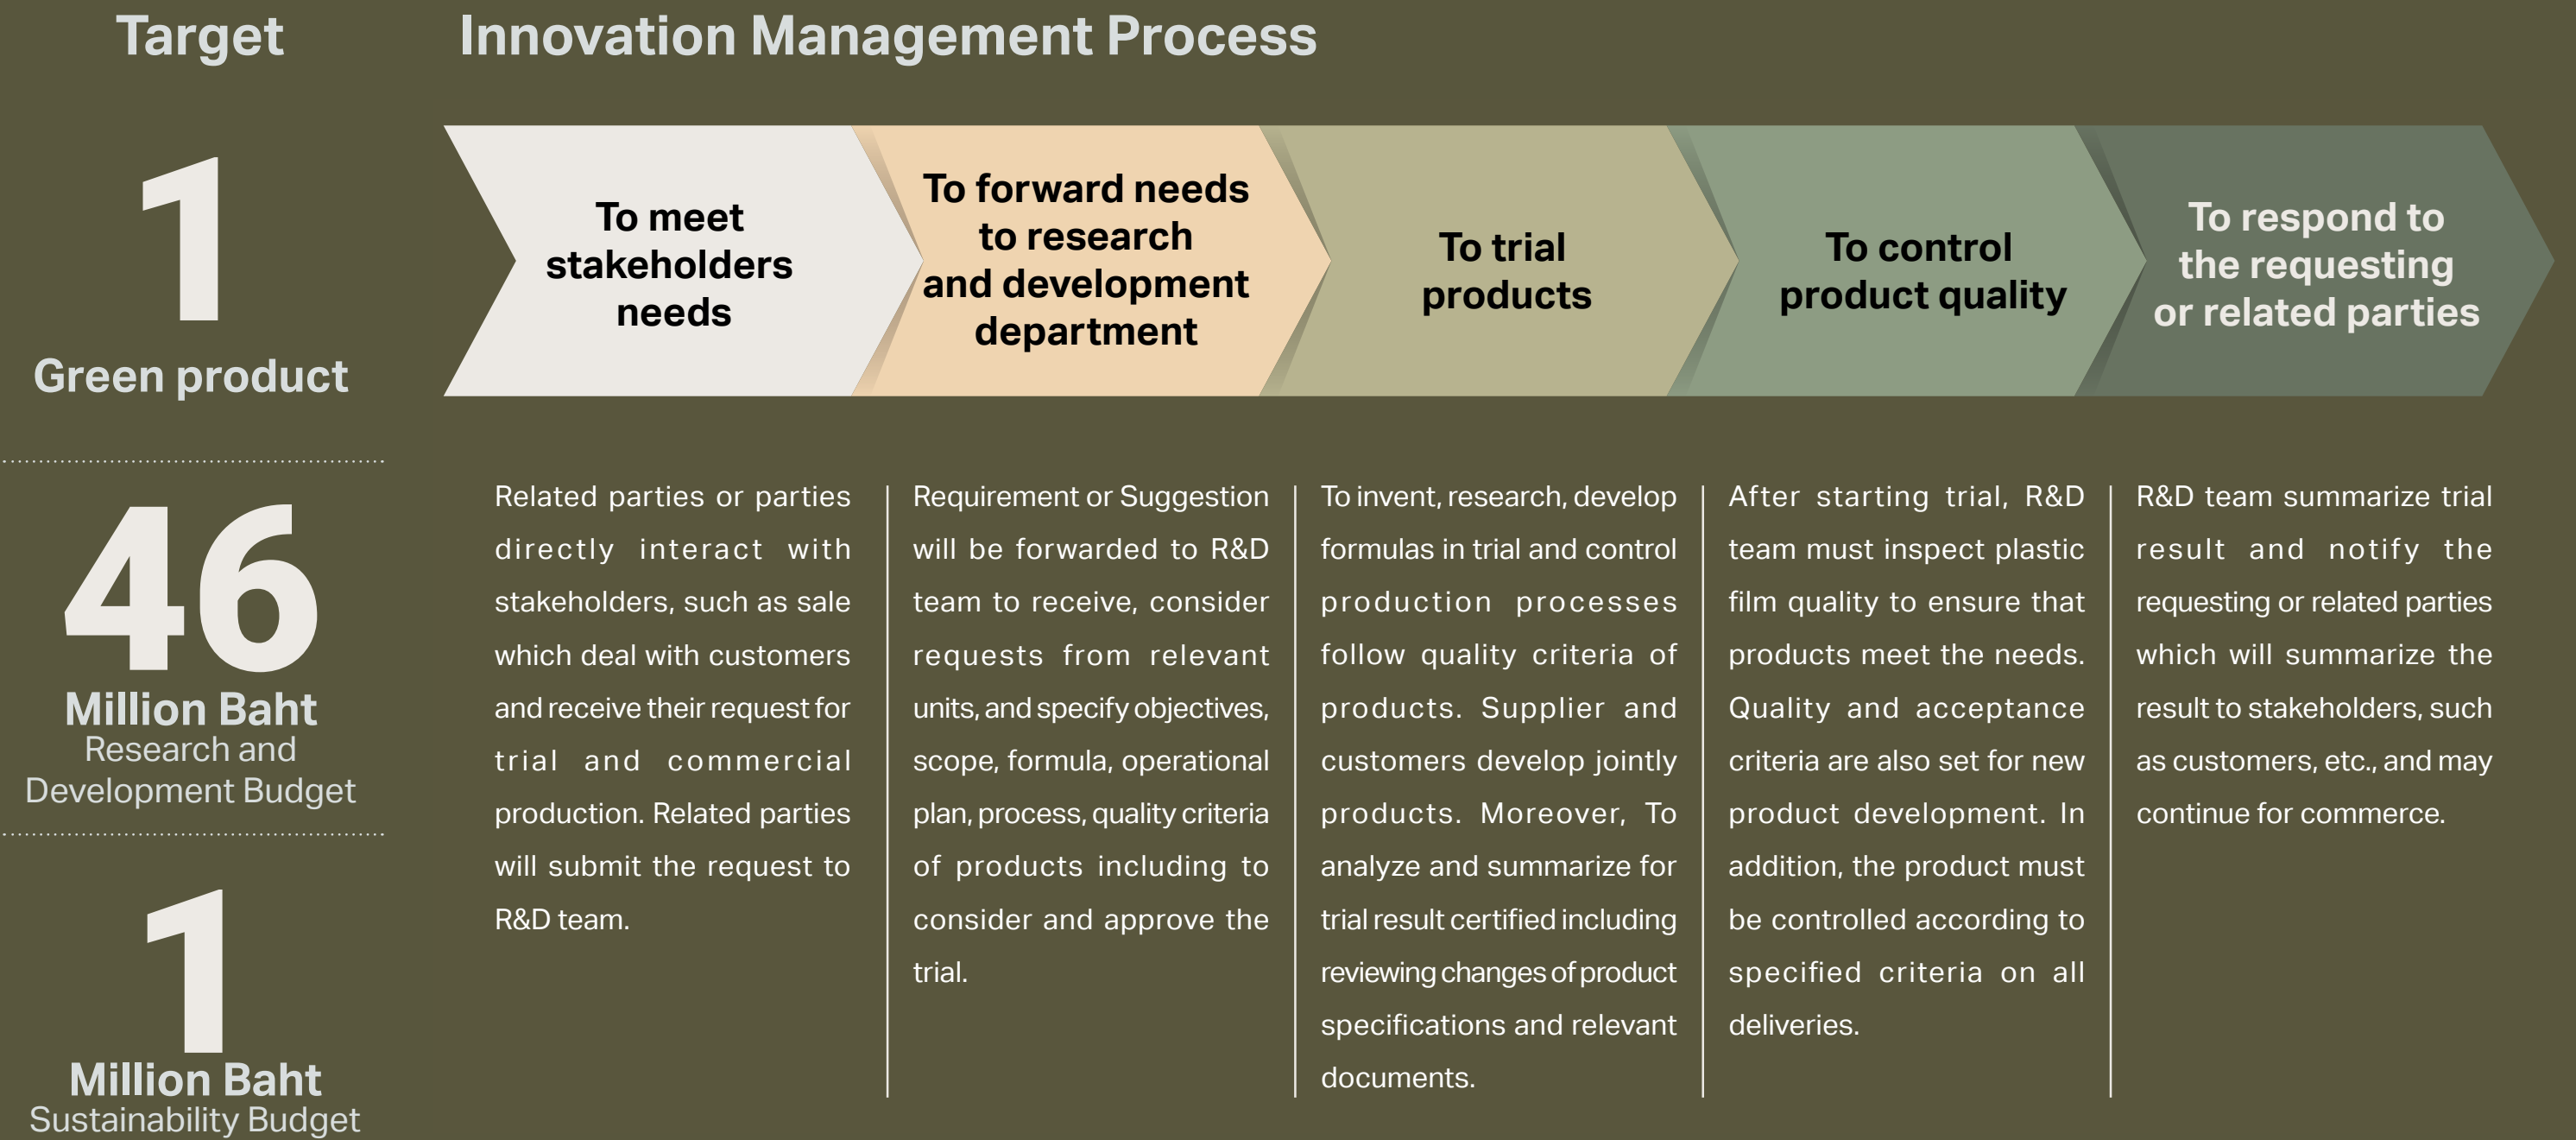 Target
1
Green product
46
Million Baht
Research and
Development Budget
1
Million Baht
Sustainability Budget
Innovation Management Process
To meet
stakeholders
needs
To forward needs
to research
and development
department
To trial
products
To control
product quality
To respond to
the requesting
or related parties
Related parties or parties
directly interact with
stakeholders, such as sale
which deal with customers
and receive their request for
trial and commercial
production. Related parties
will submit the request to
R&D team.
Requirement or Suggestion
will be forwarded to R&D
team to receive, consider
requests from relevant
units, and specify objectives,
scope, formula, operational
plan, process, quality criteria
of products including to
consider and approve the
trial.
To invent, research, develop
formulas in trial and control
production processes
follow quality criteria of
products. Supplier and
customers develop jointly
products. Moreover, To
analyze and summarize for
trial result certified including
reviewing changes of product
specifications and relevant
documents.
After starting trial, R&D
team must inspect plastic
film quality to ensure that
products meet the needs.
Quality and acceptance
criteria are also set for new
product development. In
addition, the product must
be controlled according to
specified criteria on all
deliveries.
R&D team summarize trial
result and notify the
requesting or related parties
which will summarize the
result to stakeholders, such
as customers, etc., and may
continue for commerce.